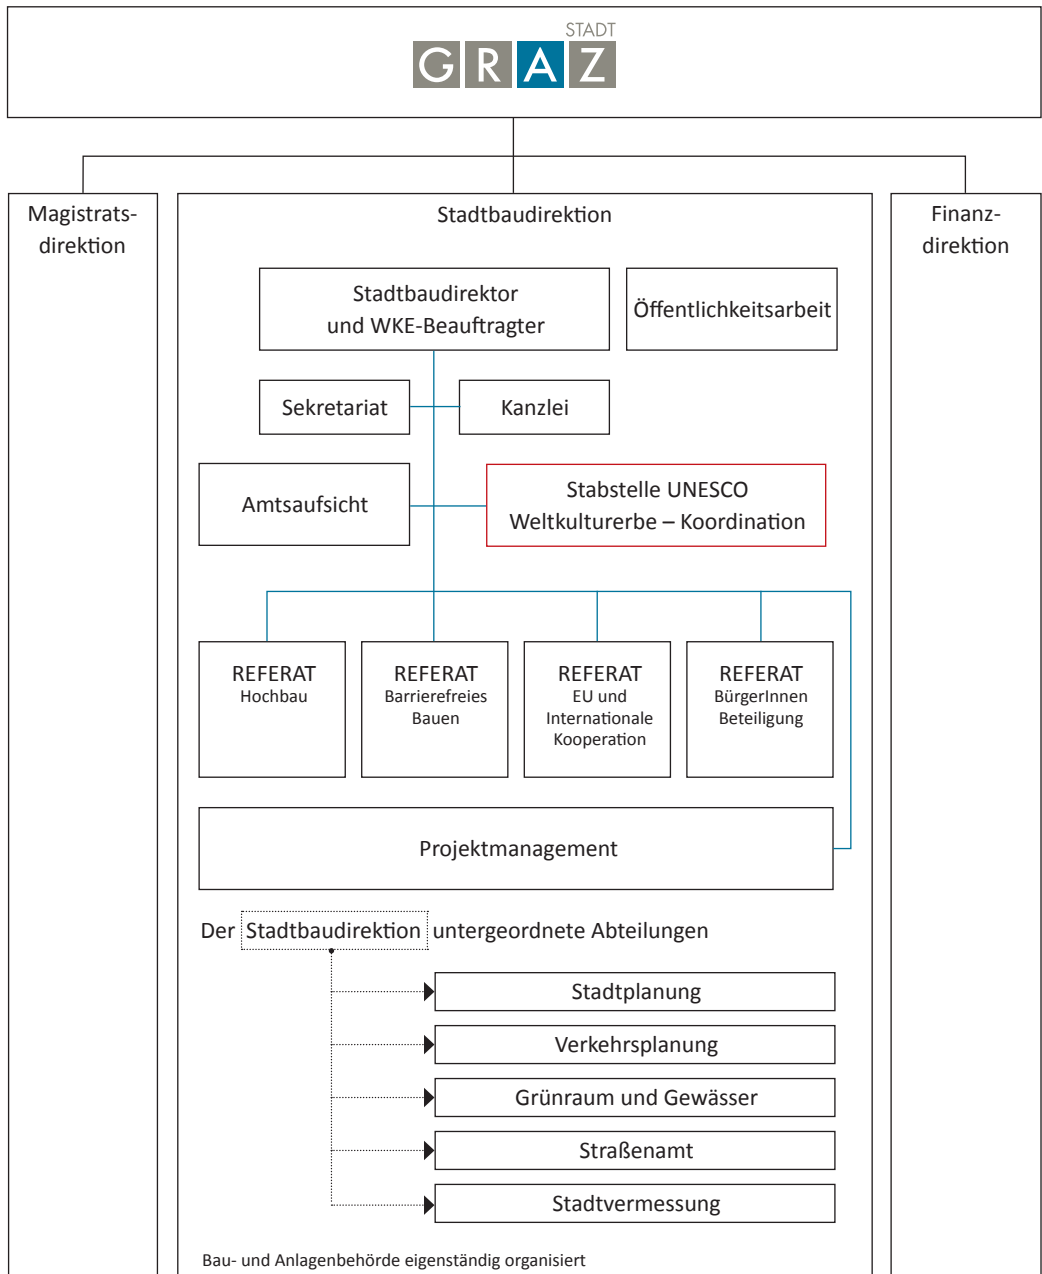 STADT
GRAZ
Magistrats-
direktion
Stadtbaudirektion
Finanz-
direktion
Stadtbaudirektor
und WKE-Beauftragter
Öffentlichkeitsarbeit
Sekretariat
Kanzlei
Amtsaufsicht
Stabstelle UNESCO
Weltkulturerbe – Koordination
REFERAT
Hochbau
REFERAT
Barrierefreies
Bauen
REFERAT
EU und
Internationale
Kooperation
REFERAT
BürgerInnen
Beteiligung
Projektmanagement
Der Stadtbaudirektion untergeordnete Abteilungen
Stadtplanung
Verkehrsplanung
Grünraum und Gewässer
Straßenamt
Stadtvermessung
Bau- und Anlagenbehörde eigenständig organisiert